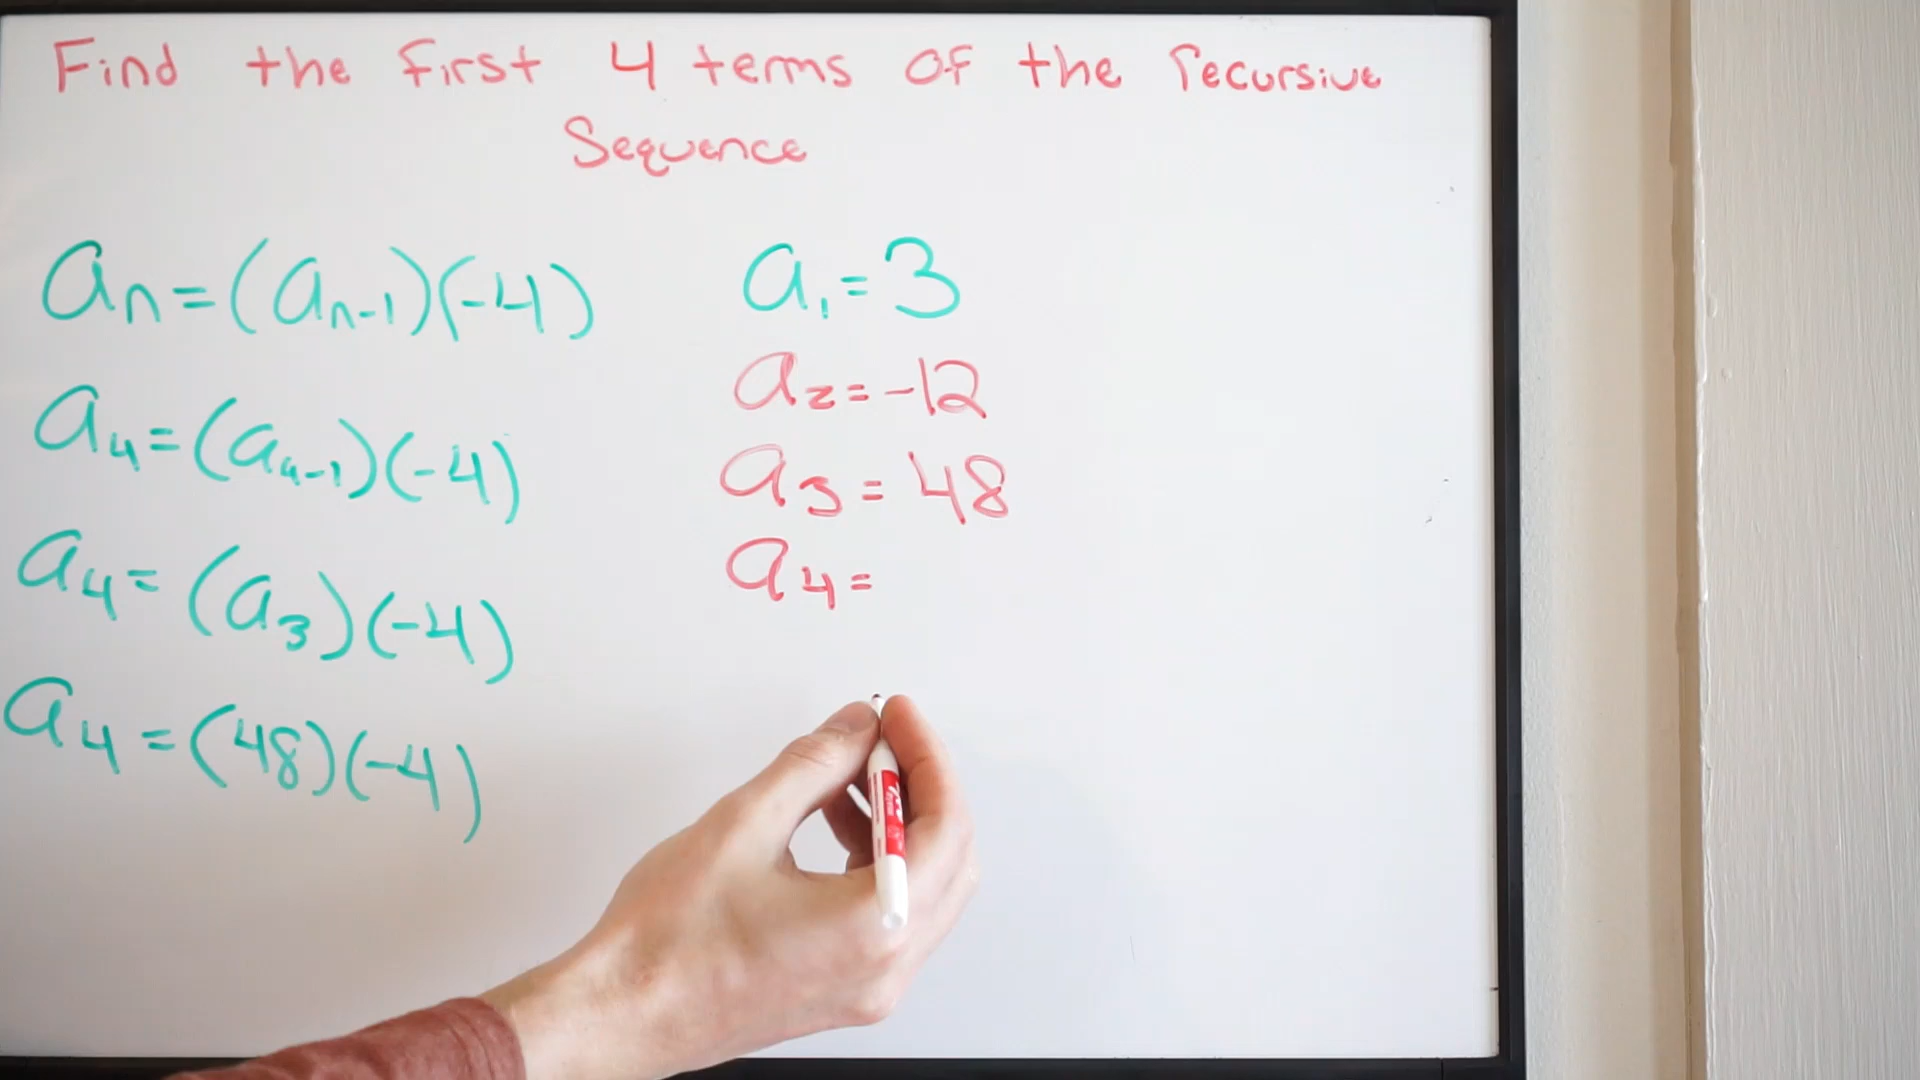 Find the first 4 terms of the recursive
Sequence
aₙ=(aₙ₋₁)(-4)
a₄=(a₄₋₁)(-4)
a₄=(a₃)(-4)
a₄=(48)(-4)
a₁=3
a₂=-12
a₃=48
a₄=